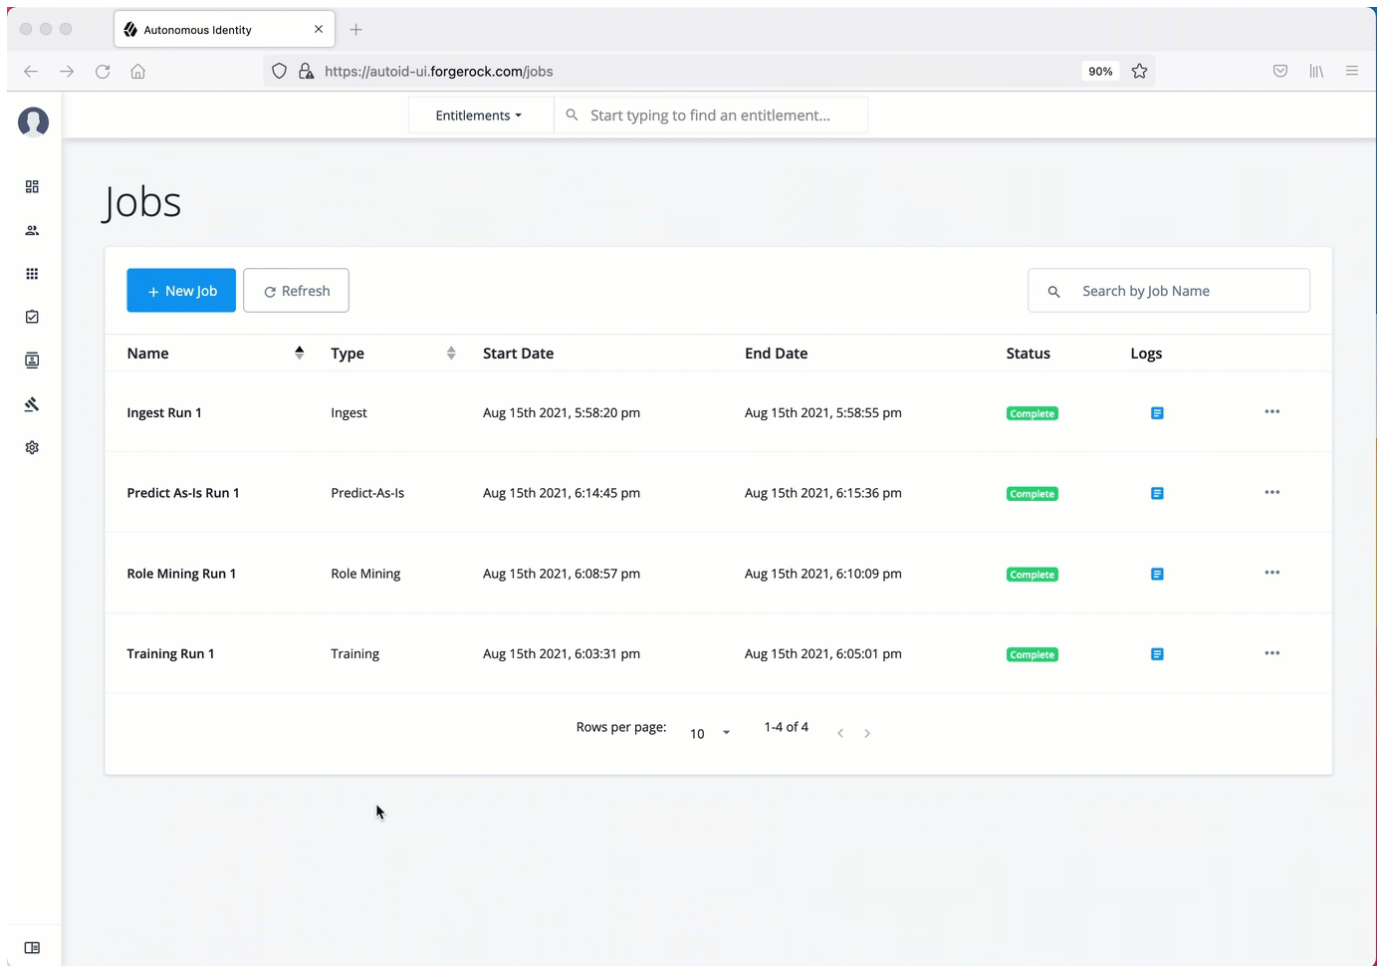 Autonomous Identity
https://autoid-ui.forgerock.com/jobs 90%
Entitlements Start typing to find an entitlement...
Jobs
+ New Job Refresh Search by Job Name
Name Type Start Date End Date Status Logs
Ingest Run 1 Ingest Aug 15th 2021, 5:58:20 pm Aug 15th 2021, 5:58:55 pm Complete
Predict As-Is Run 1 Predict-As-Is Aug 15th 2021, 6:14:45 pm Aug 15th 2021, 6:15:36 pm Complete
Role Mining Run 1 Role Mining Aug 15th 2021, 6:08:57 pm Aug 15th 2021, 6:10:09 pm Complete
Training Run 1 Training Aug 15th 2021, 6:03:31 pm Aug 15th 2021, 6:05:01 pm Complete
Rows per page: 10 1-4 of 4